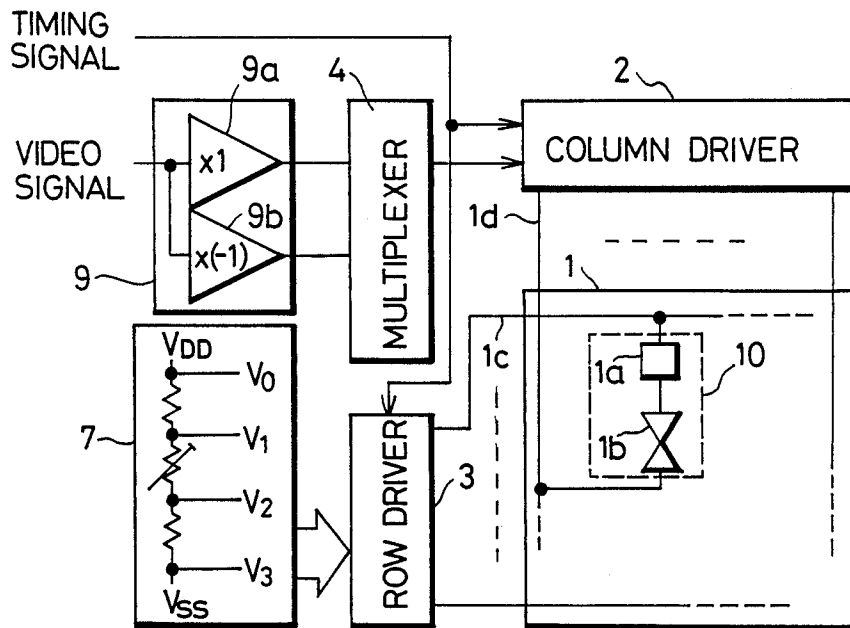 TIMING
SIGNAL
9a
4
2
VIDEO
SIGNAL
x1
MULTIPLEXER
COLUMN DRIVER
9b
x(-1)
9
1d
1
VDD
V0
1c
1a
10
7
V1
1b
V2
ROW DRIVER
3
V3
VSS